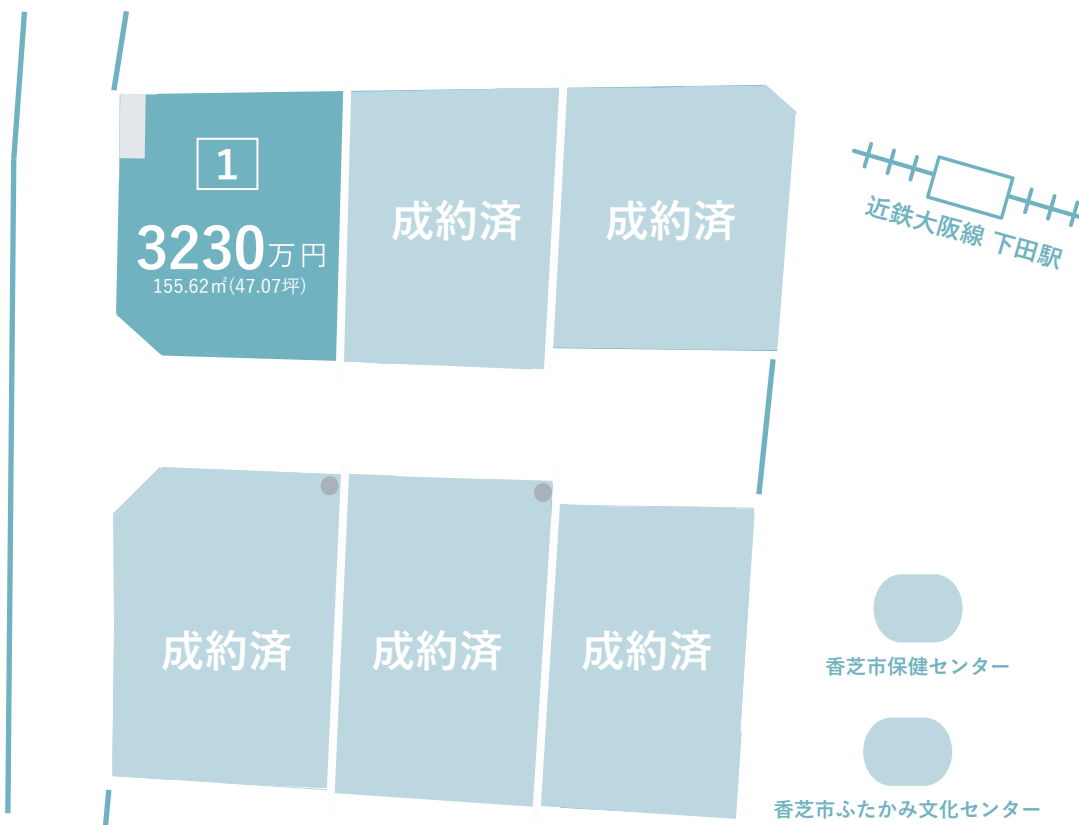 1
3230万円
155.62㎡(47.07坪)
成約済
成約済
近鉄大阪線 下田駅
成約済
成約済
成約済
香芝市保健センター
香芝市ふたかみ文化センター